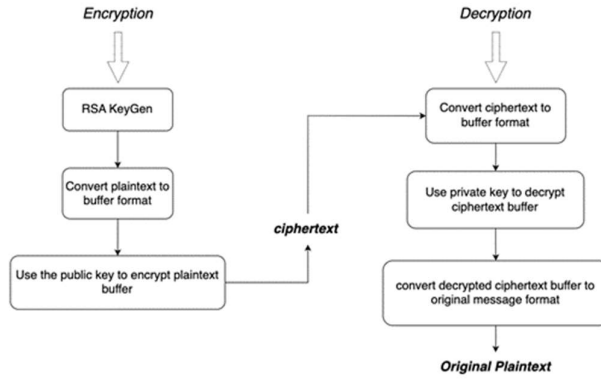 Encryption
RSA KeyGen
Convert plaintext to
buffer format
Use the public key to encrypt plaintext
buffer
ciphertext
Decryption
Convert ciphertext to
buffer format
Use private key to decrypt
ciphertext buffer
convert decrypted ciphertext buffer to
original message format
Original Plaintext